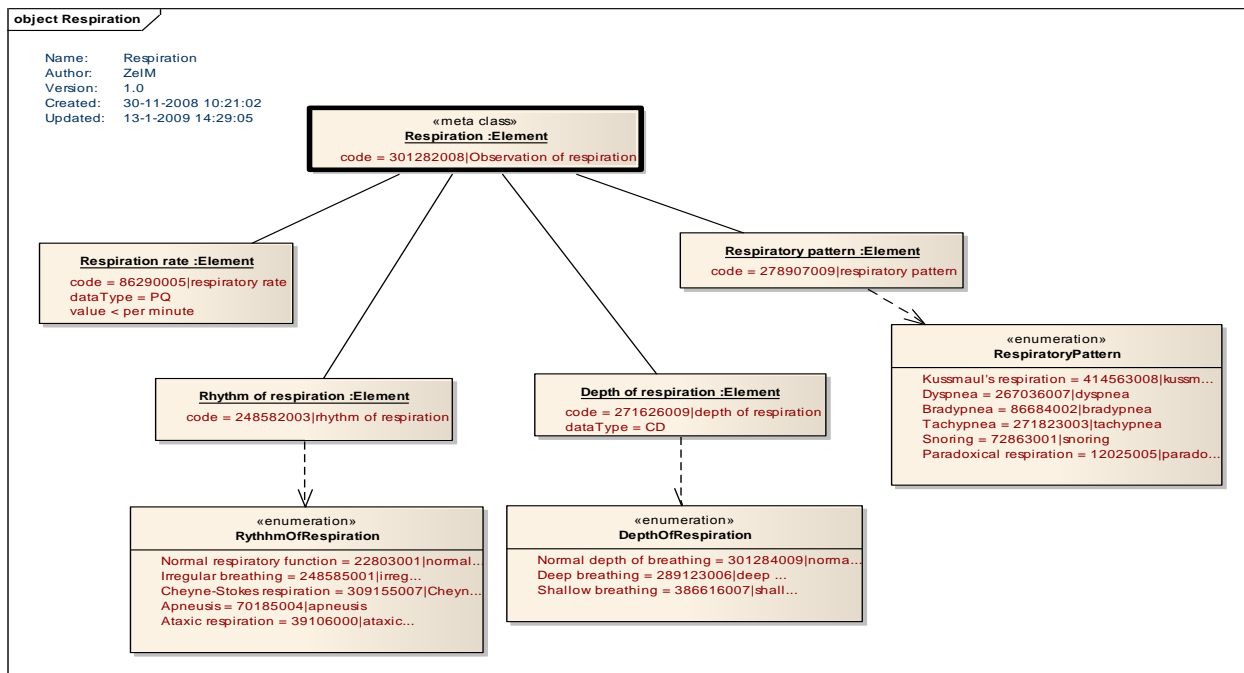 object Respiration
Name: Respiration
Author: ZelM
Version: 1.0
Created: 30-11-2008 10:21:02
Updated: 13-1-2009 14:29:05
«meta class»
Respiration :Element
code = 301282008|Observation of respiration
Respiration rate :Element
code = 86290005|respiratory rate
dataType = PQ
value < per minute
Respiratory pattern :Element
code = 278907009|respiratory pattern
«enumeration»
RespiratoryPattern
Kussmaul's respiration = 414563008|kussm...
Dyspnea = 267036007|dyspnea
Bradypnea = 86684002|bradypnea
Tachypnea = 271823003|tachypnea
Snoring = 72863001|snoring
Paradoxical respiration = 12025005|parado...
Rhythm of respiration :Element
code = 248582003|rhythm of respiration
Depth of respiration :Element
code = 271626009|depth of respiration
dataType = CD
«enumeration»
RythhmOfRespiration
Normal respiratory function = 22803001|normal...
Irregular breathing = 248585001|irreg...
Cheyne-Stokes respiration = 309155007|Cheyn...
Apneusis = 70185004|apneusis
Ataxic respiration = 39106000|ataxic...
«enumeration»
DepthOfRespiration
Normal depth of breathing = 301284009|norma...
Deep breathing = 289123006|deep ...
Shallow breathing = 386616007|shall...